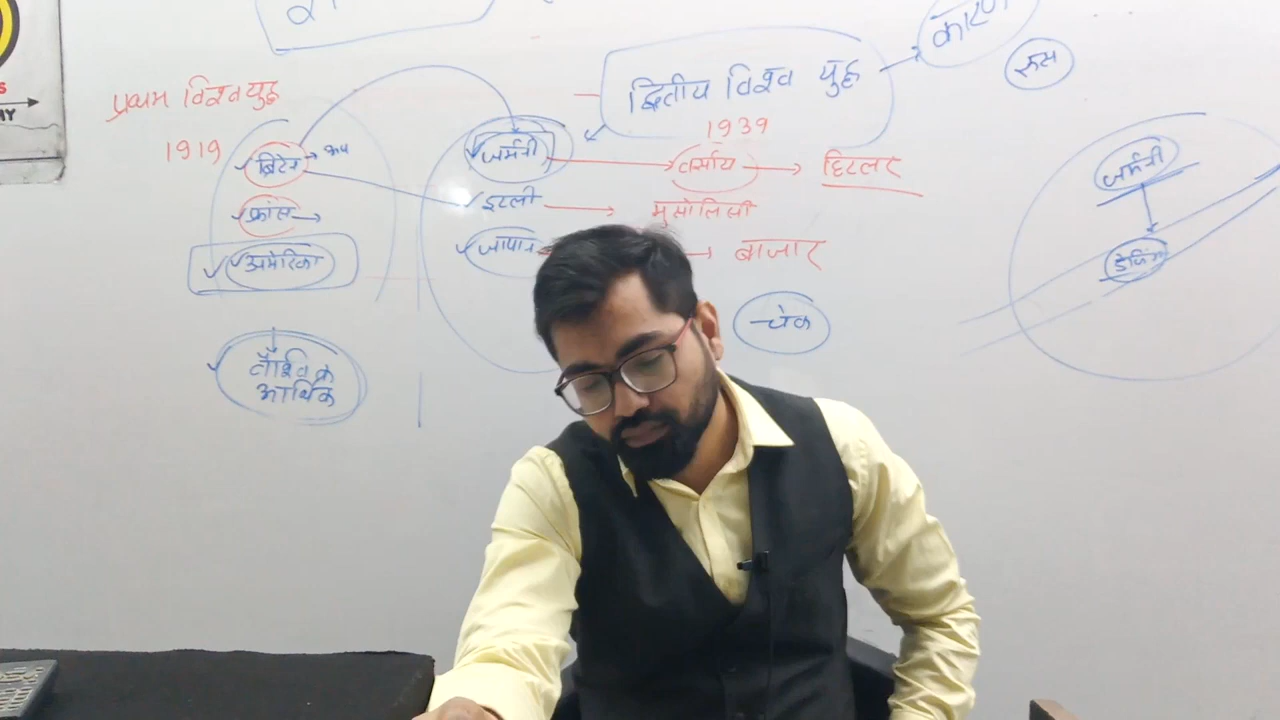 कारण
रूस
द्वितीय विश्व युद्ध
1939
प्रथम विश्वयुद्ध
1919
ब्रिटेन
फ्रांस
अमेरिका
आर्थिक
जर्मनी वर्साय हिटलर
इटली मुसोलिसी
जापान बाजार
चेक
जर्मनी
डेंजिंग